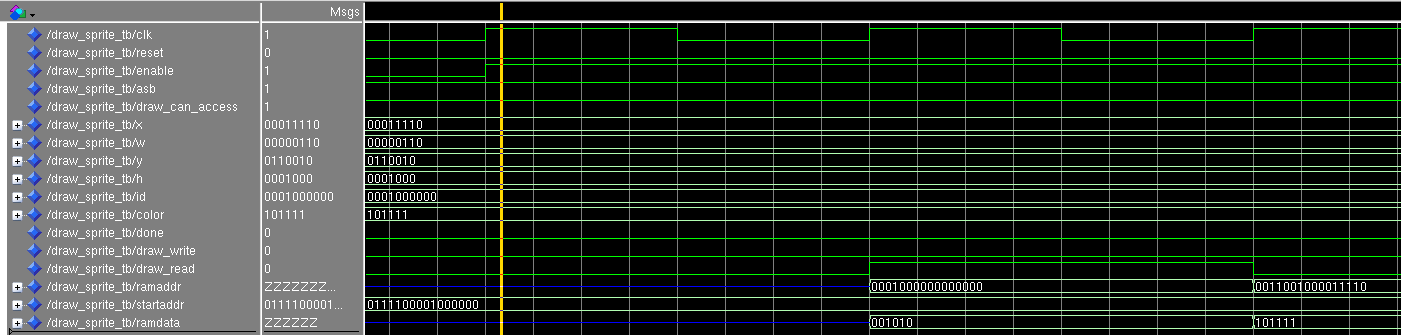 Msgs
/draw_sprite_tb/clk 1
/draw_sprite_tb/reset 0
/draw_sprite_tb/enable 1
/draw_sprite_tb/asb 1
/draw_sprite_tb/draw_can_access 1
/draw_sprite_tb/x 00011110 00011110
/draw_sprite_tb/w 00000110 00000110
/draw_sprite_tb/y 0110010 0110010
/draw_sprite_tb/h 0001000 0001000
/draw_sprite_tb/id 0001000000 0001000000
/draw_sprite_tb/color 101111 101111
/draw_sprite_tb/done 0
/draw_sprite_tb/draw_write 0
/draw_sprite_tb/draw_read 0
/draw_sprite_tb/ramaddr ZZZZZZZ... 0001000000000000 0011001000011110
/draw_sprite_tb/startaddr 0111100001... 0111100001000000
/draw_sprite_tb/ramdata ZZZZZZ 001010 101111